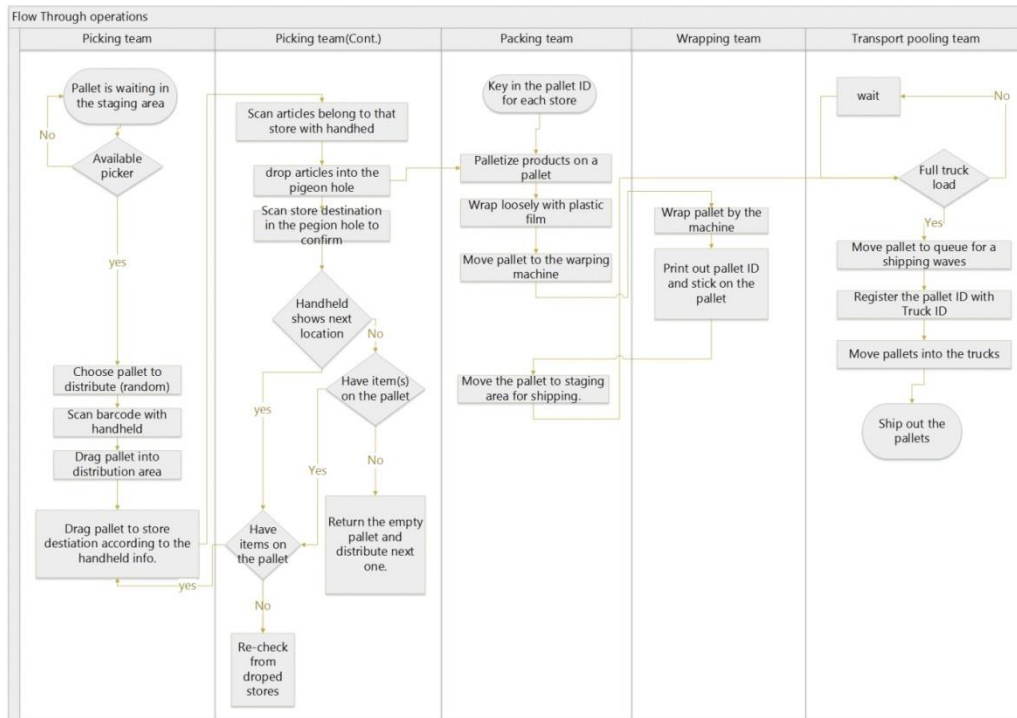 Flow Through operations
Picking team
Picking team(Cont.)
Packing team
Wrapping team
Transport pooling team
Pallet is waiting in
the staging area
No
Available
picker
yes
Choose pallet to
distribute (random)
Scan barcode with
handheld
Drag pallet into
distribution area
Drag pallet to store
destiation according to the
handheld info.
yes
Scan articles belong to that
store with handhed
drop articles into the
pigeon hole
Scan store destination
in the pegion hole to
confirm
Handheld
shows next
location
No
yes
Have item(s)
on the pallet
Yes
No
Have
items on
the pallet
Return the empty
pallet and
distribute next
one.
No
Re-check
from
droped
stores
Key in the pallet ID
for each store
Palletize products on a
pallet
Wrap loosely with plastic
film
Move pallet to the warping
machine
Move the pallet to staging
area for shipping.
Wrap pallet by the
machine
Print out pallet ID
and stick on the
pallet
wait
No
Full truck
load
Yes
Move pallet to queue for a
shipping waves
Register the pallet ID with
Truck ID
Move pallets into the trucks
Ship out the
pallets